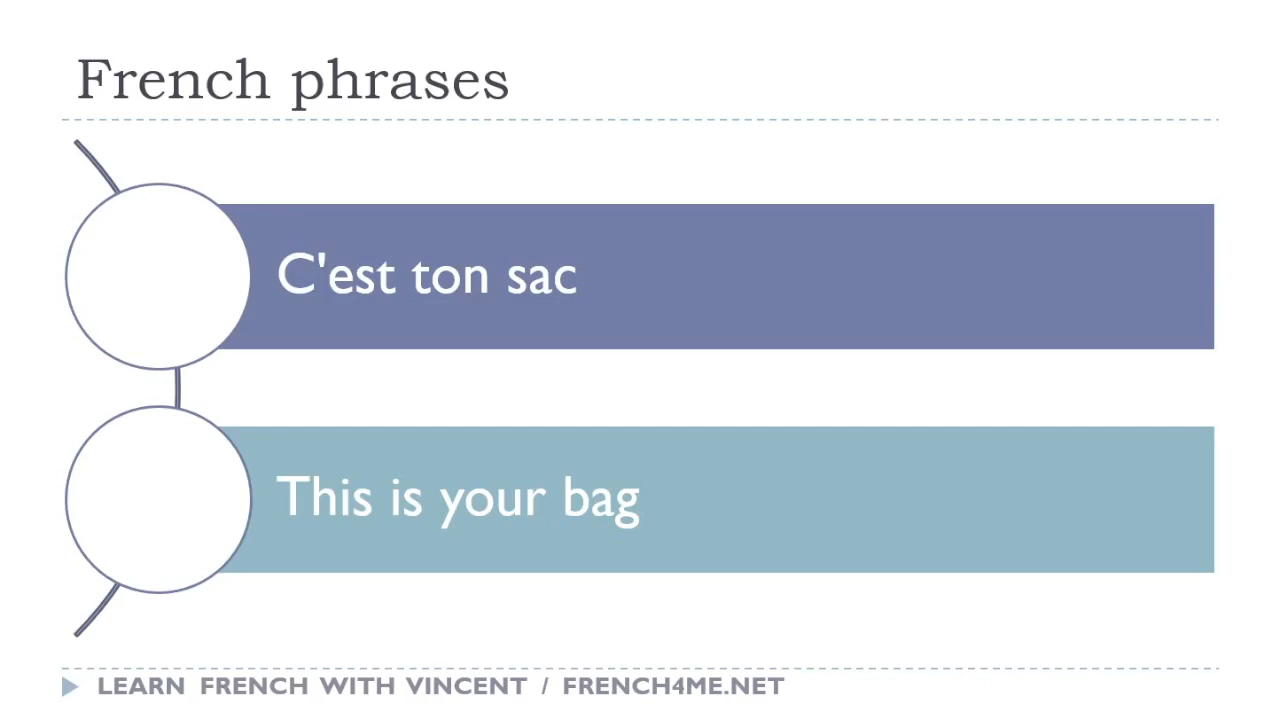 French phrases
C'est ton sac
This is your bag
LEARN FRENCH WITH VINCENT / FRENCH4ME.NET